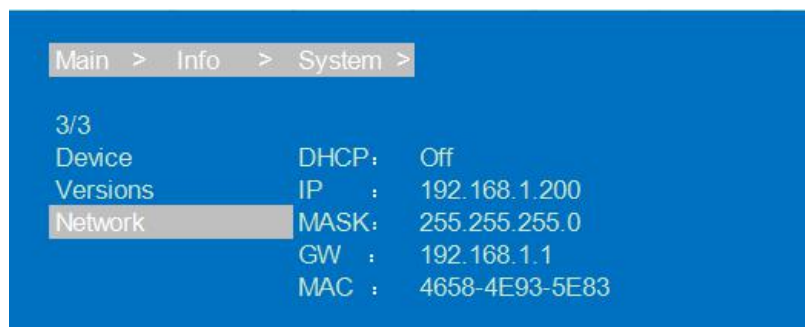 Main > Info > System >
3/3
Device DHCP： Off
Versions IP ： 192.168.1.200
Network MASK： 255.255.255.0
GW ： 192.168.1.1
MAC ： 4658-4E93-5E83